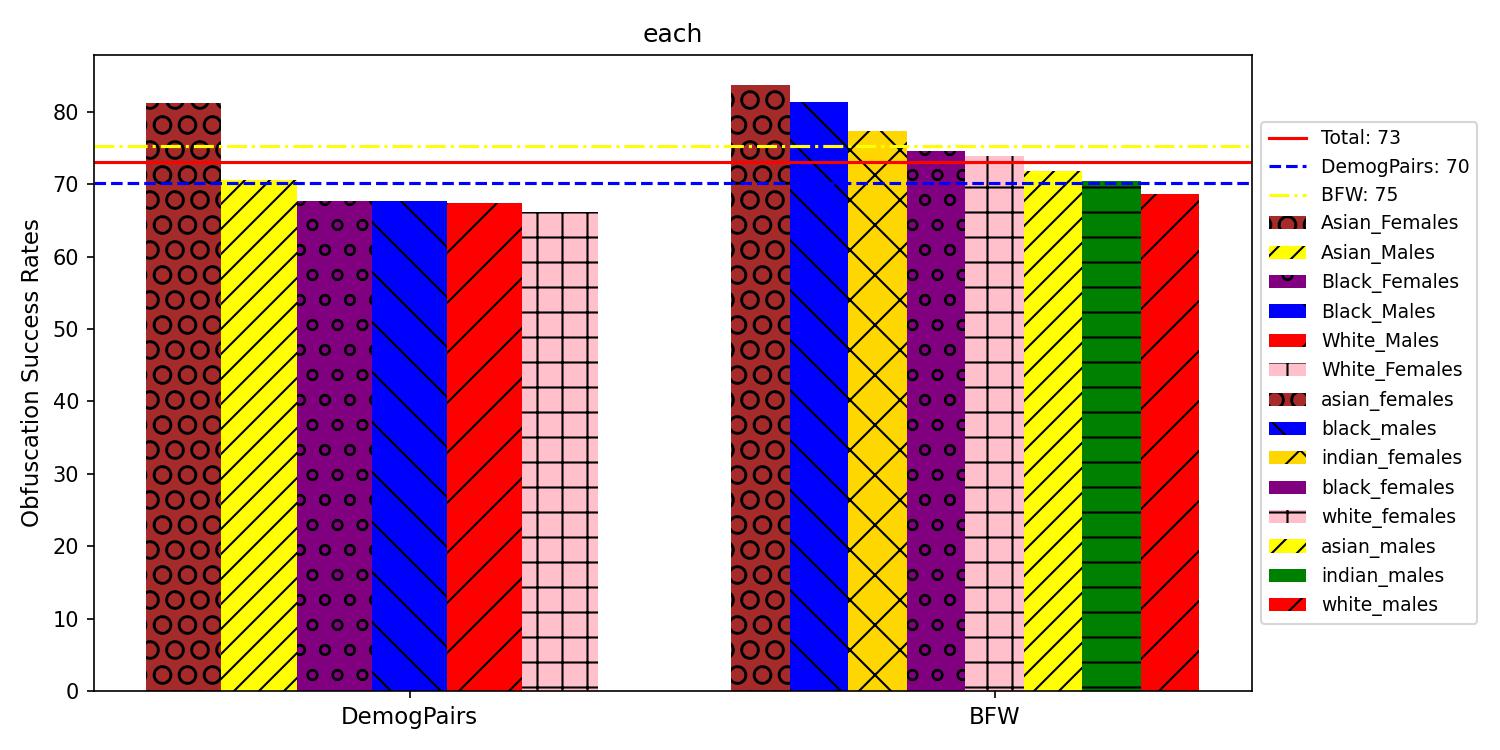 each
Obfuscation Success Rates
80
70
60
50
40
30
20
10
0
DemogPairs
BFW
Total: 73
DemogPairs: 70
BFW: 75
Asian_Females
Asian_Males
Black_Females
Black_Males
White_Males
White_Females
asian_females
black_males
indian_females
black_females
white_females
asian_males
indian_males
white_males